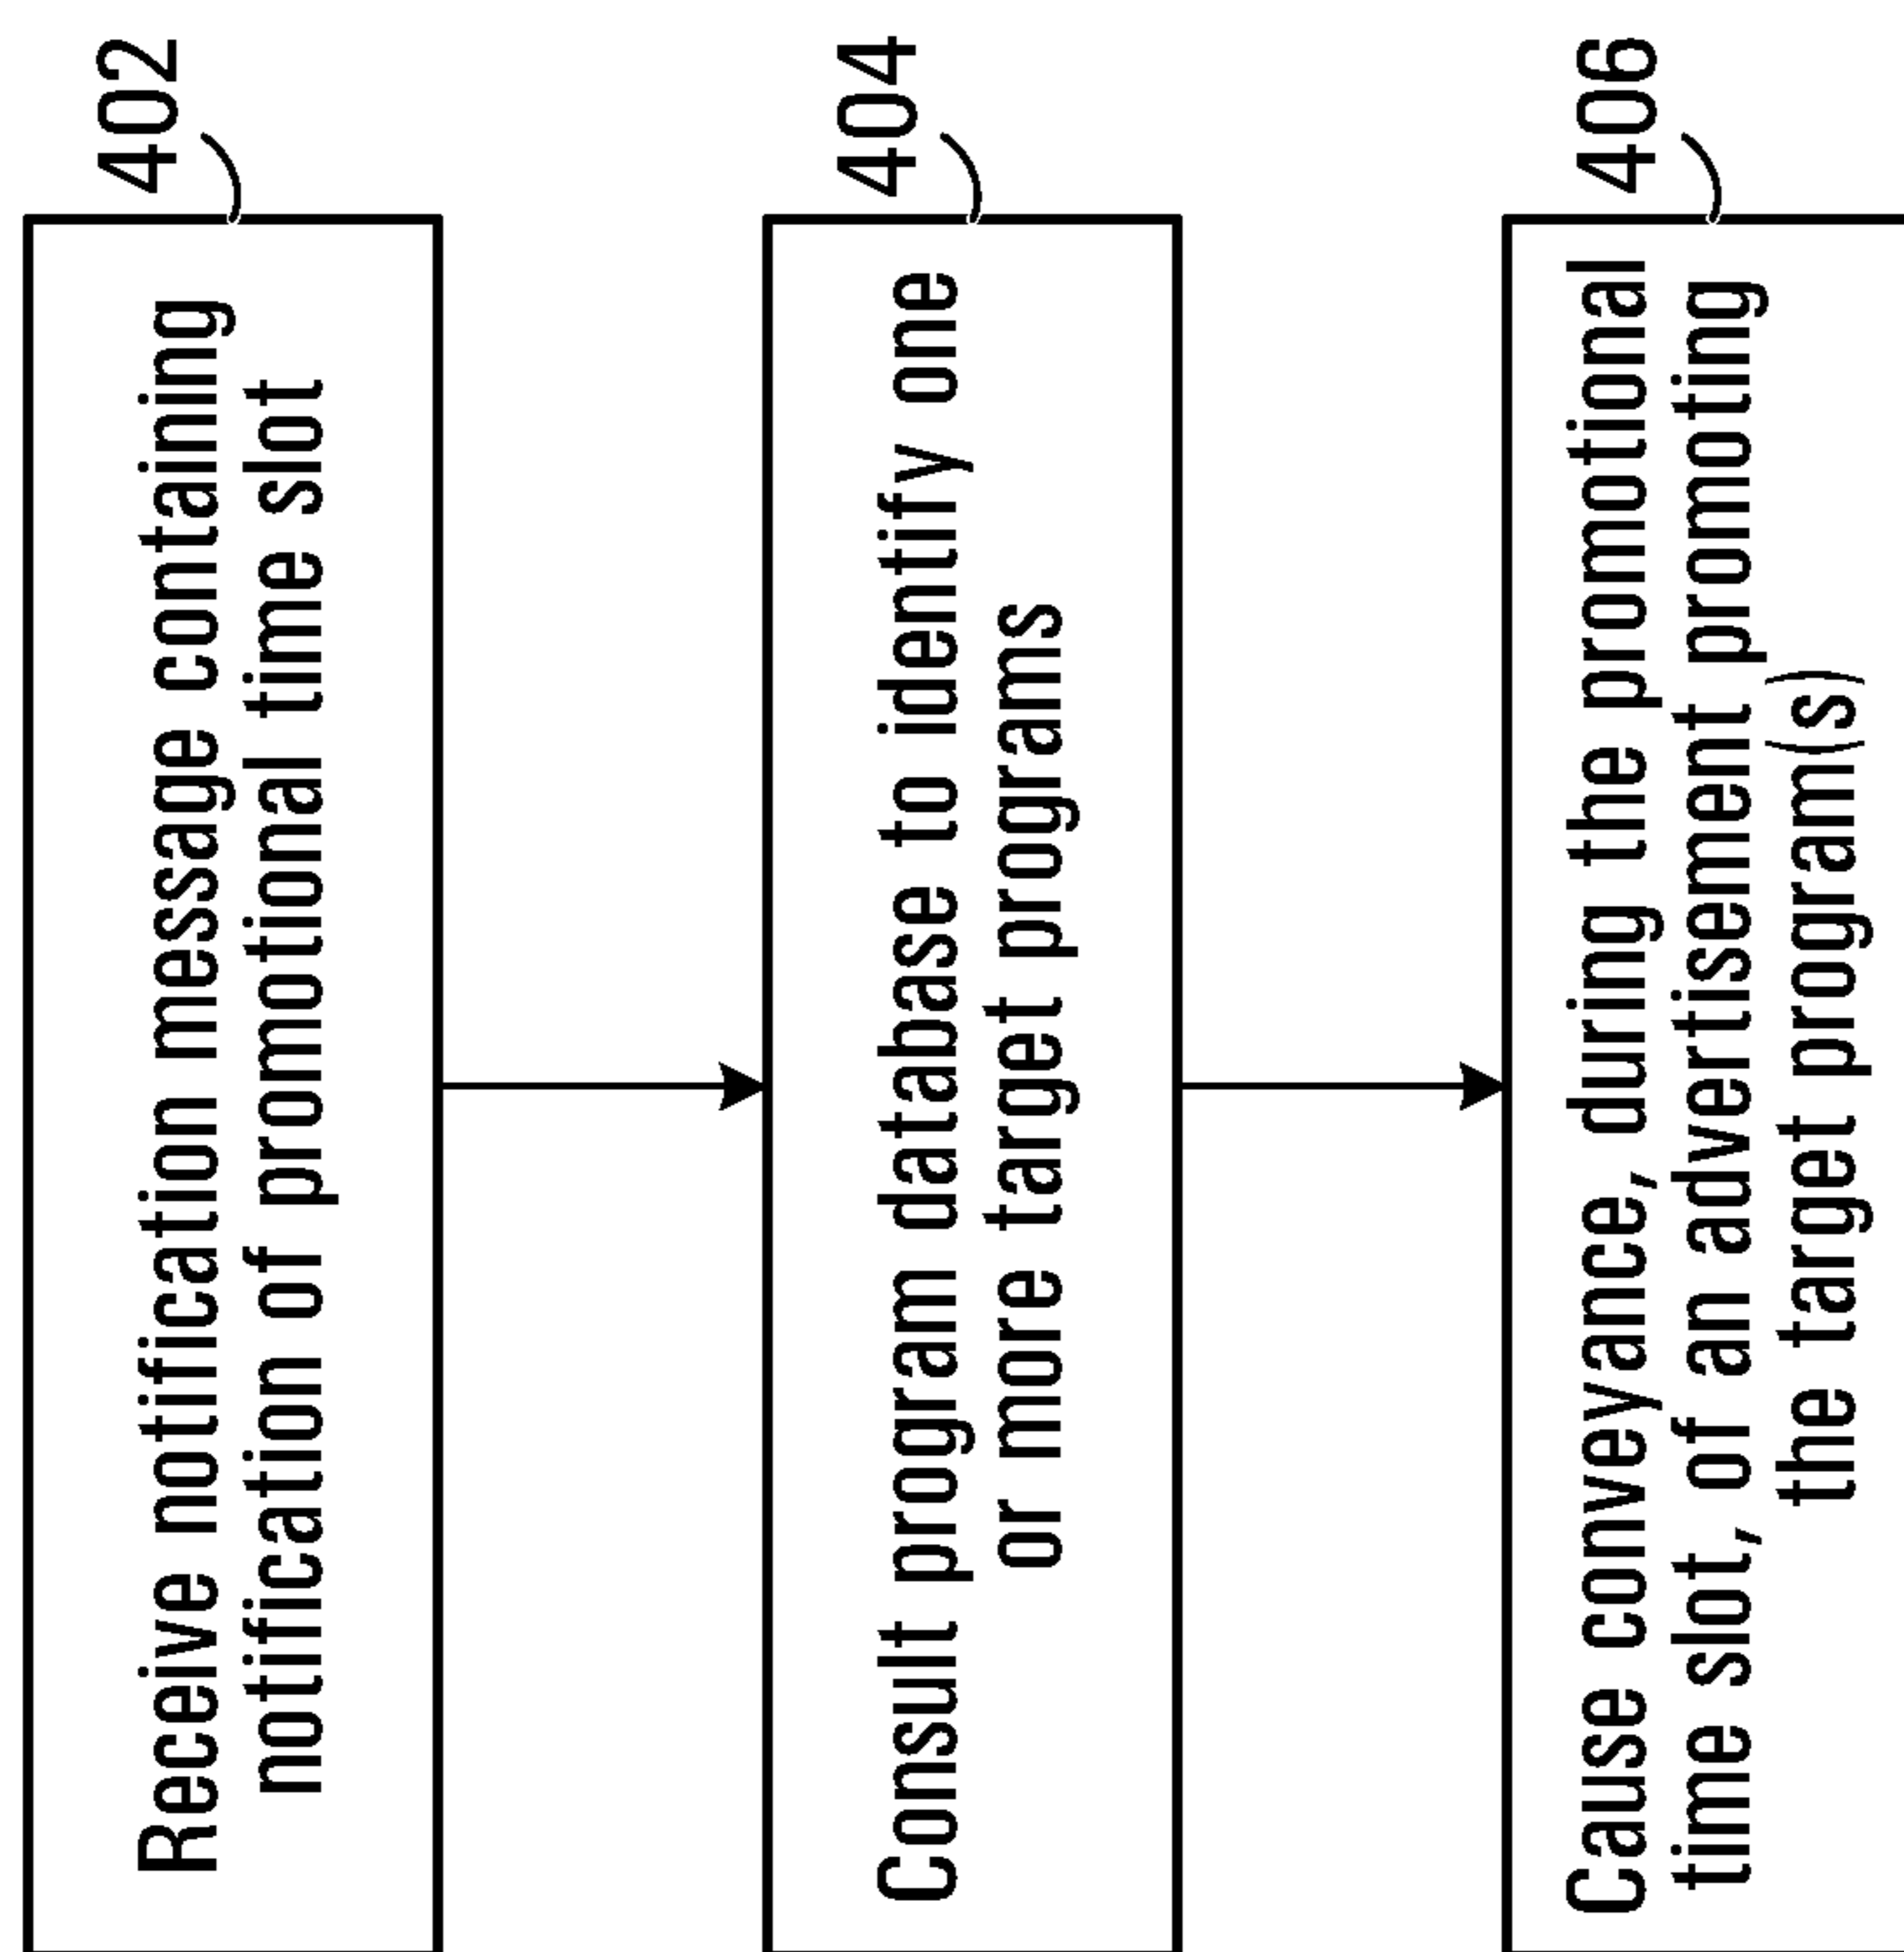 402
Receive notification message containing
notification of promotional time slot
404
Consult program database to identify one
or more target programs
406
Cause conveyance, during the promotional
time slot, of an advertisement promoting
the target program(s)